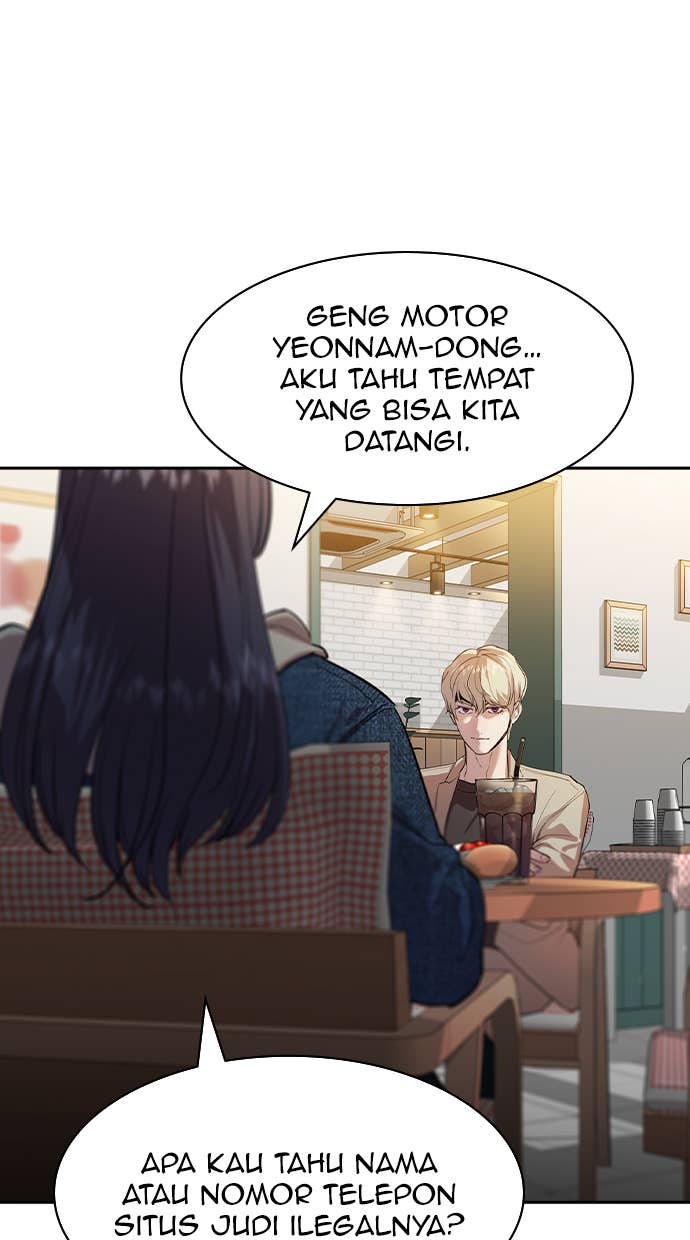 GENG MOTOR
YEONNAM-DONG...
AKU TAHU TEMPAT
YANG BISA KITA
DATANGI.
APA KAU TAHU NAMA
ATAU NOMOR TELEPON
SITUS JUDI ILEGALNYA?